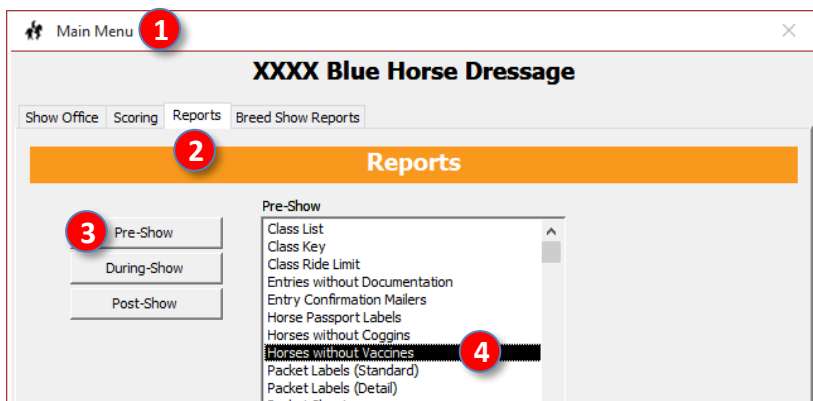 Main Menu 1
XXXX Blue Horse Dressage
Show Office Scoring Reports Breed Show Reports
2
Reports
Pre-Show
3 Pre-Show
During-Show
Post-Show
Class List
Class Key
Class Ride Limit
Entries without Documentation
Entry Confirmation Mailers
Horse Passport Labels
Horses without Coggins
Horses without Vaccines 4
Packet Labels (Standard)
Packet Labels (Detail)